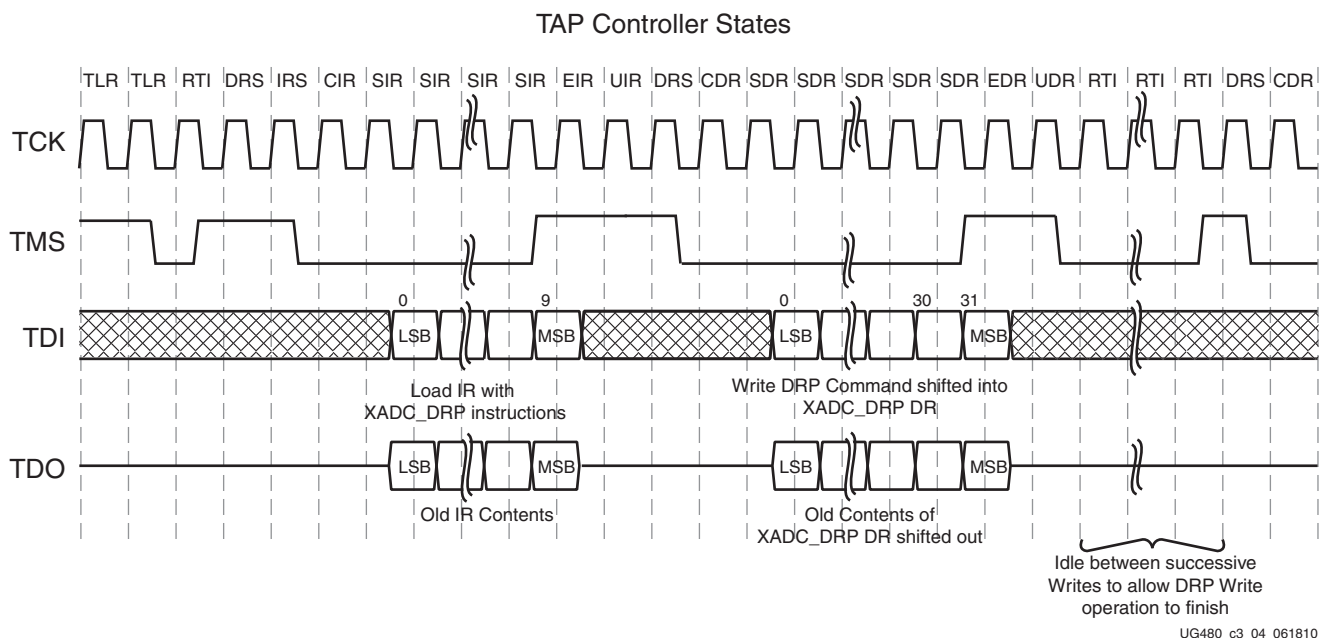 TAP Controller States
TLR TLR RTI DRS IRS CIR SIR SIR SIR SIR EIR UIR DRS CDR SDR SDR SDR SDR SDR EDR UDR RTI RTI RTI DRS CDR
TCK
TMS
0 9 0 30 31
TDI LSB MSB LSB MSB
Load IR with
XADC_DRP instructions
Write DRP Command shifted into
XADC_DRP DR
TDO LSB MSB LSB MSB
Old IR Contents
Old Contents of
XADC_DRP DR shifted out
Idle between successive
Writes to allow DRP Write
operation to finish
UG480_c3_04_061810